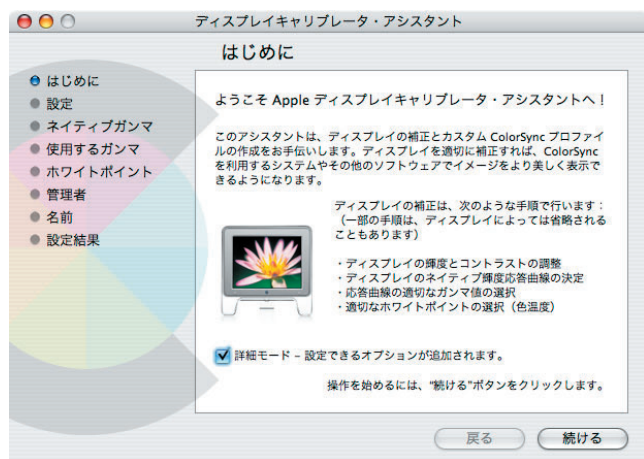 ディスプレイキャリブレータ・アシスタント
はじめに
はじめに
設定
ネイティブガンマ
使用するガンマ
ホワイトポイント
管理者
名前
設定結果
ようこそ Apple ディスプレイキャリブレータ・アシスタントへ！
このアシスタントは、ディスプレイの補正とカスタム ColorSync プロファイ
ルの作成をお手伝いします。ディスプレイを適切に補正すれば、ColorSync
を利用するシステムやその他のソフトウェアでイメージをより美しく表示で
きるようになります。
ディスプレイの補正は、次のような手順で行います：
（一部の手順は、ディスプレイによっては省略される
こともあります）
・ディスプレイの輝度とコントラストの調整
・ディスプレイのネイティブ輝度応答曲線の決定
・応答曲線の適切なガンマ値の選択
・適切なホワイトポイントの選択（色温度）
詳細モード – 設定できるオプションが追加されます。
操作を始めるには、“続ける”ボタンをクリックします。
戻る
続ける